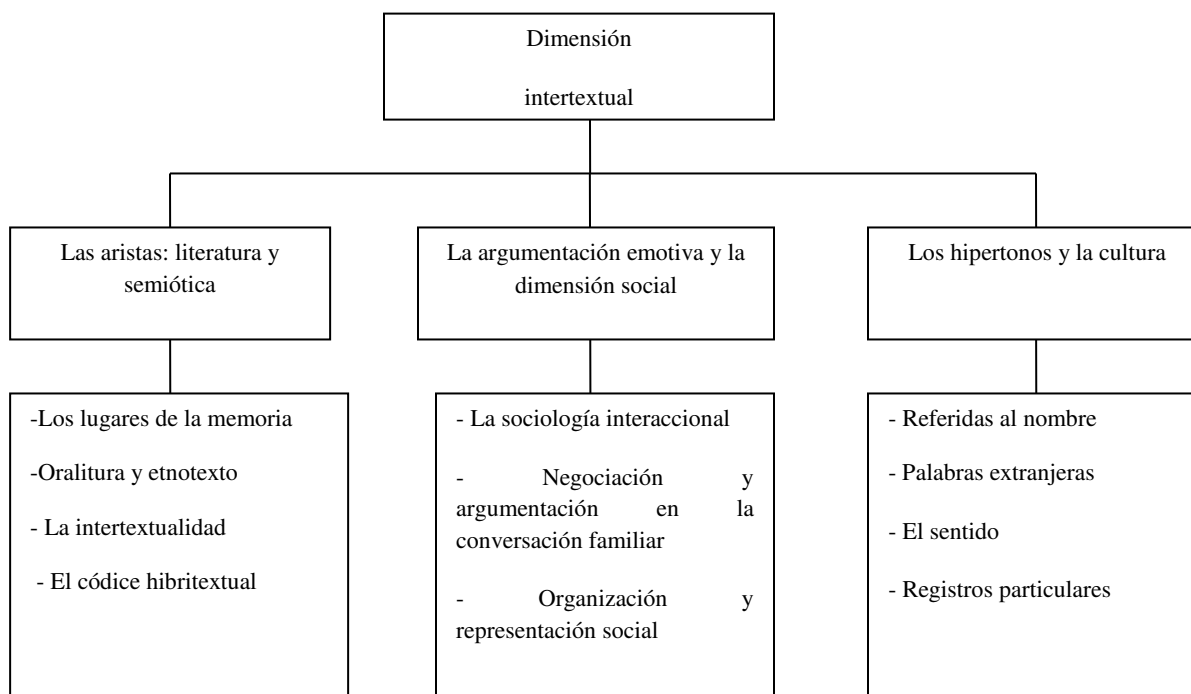 Dimensión
intertextual
Las aristas: literatura y
semiótica
La argumentación emotiva y la
dimensión social
Los hipertonos y la cultura
-Los lugares de la memoria
-Oralitura y etnotexto
- La intertextualidad
- El códice hibritextual
- La sociología interaccional
- Negociación y
argumentación en la
conversación familiar
- Organización y
representación social
- Referidas al nombre
- Palabras extranjeras
- El sentido
- Registros particulares